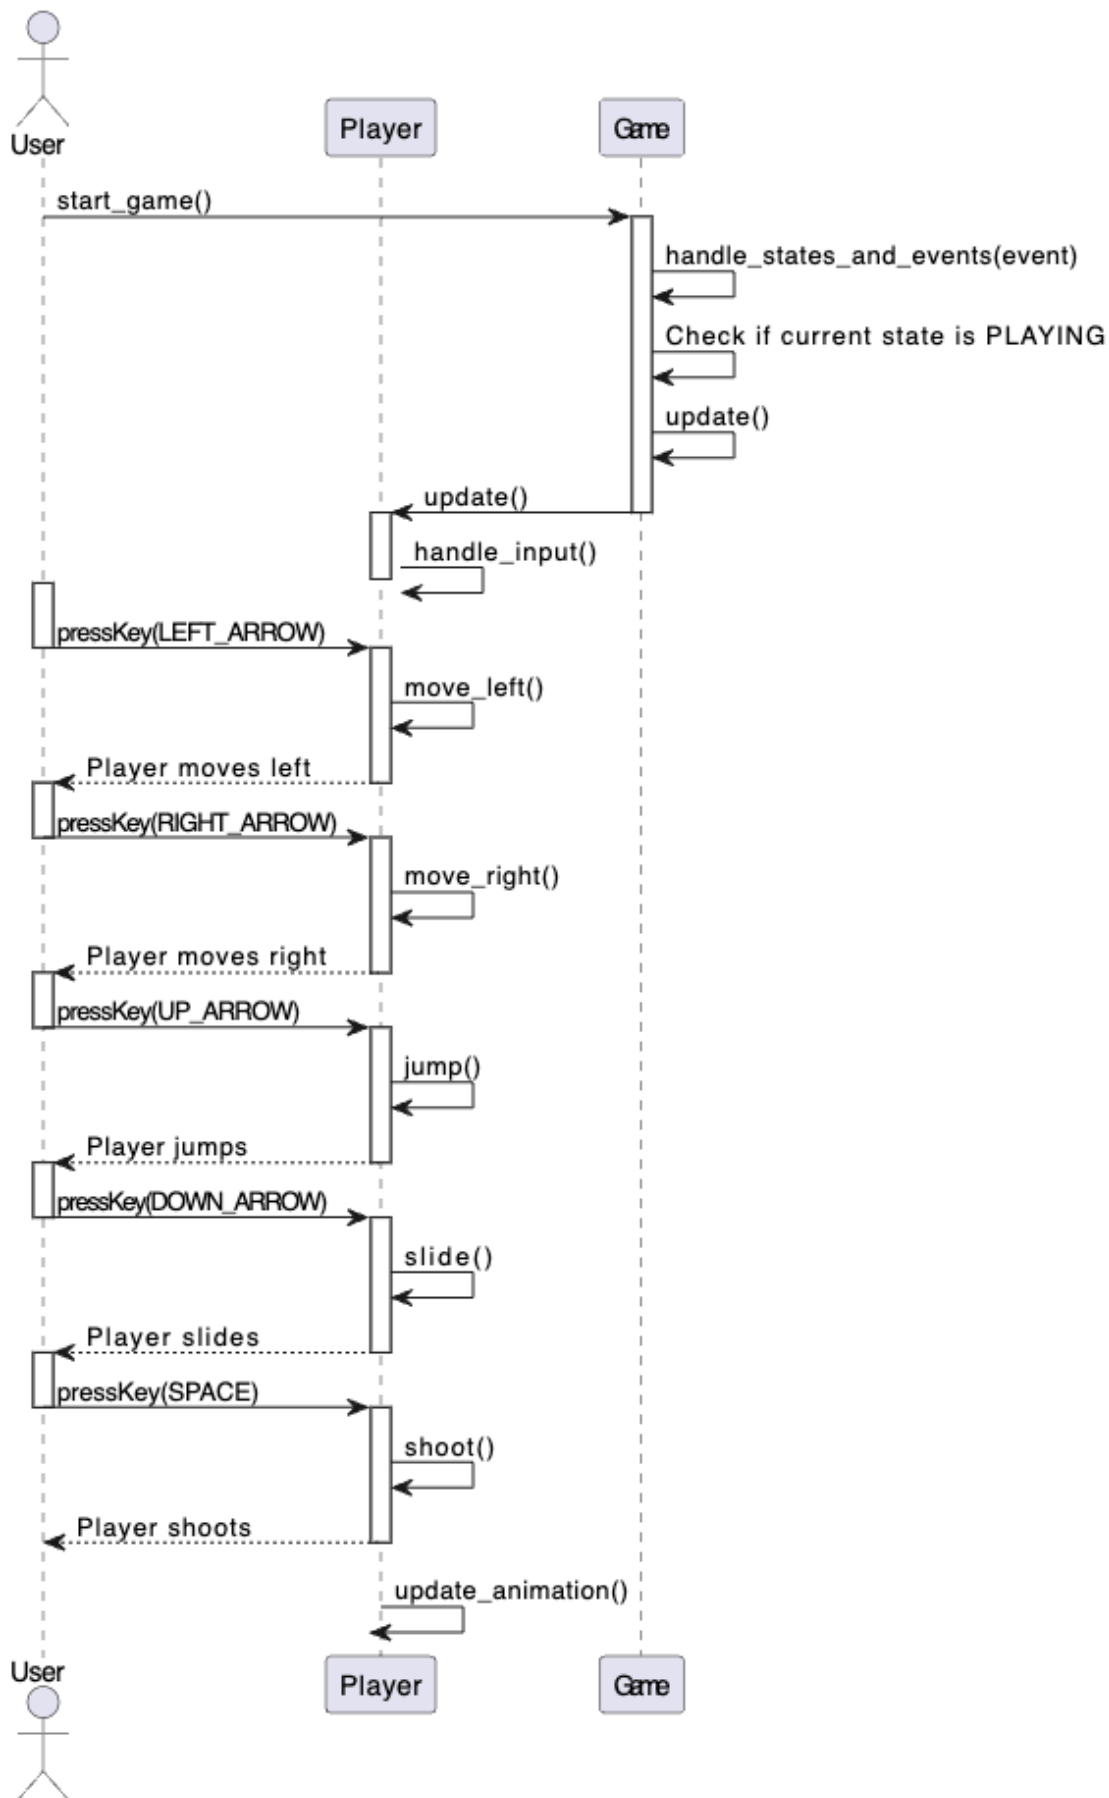 User
Player
Game
start_game()
handle_states_and_events(event)
Check if current state is PLAYING
update()
update()
handle_input()
pressKey(LEFT_ARROW)
move_left()
Player moves left
pressKey(RIGHT_ARROW)
move_right()
Player moves right
pressKey(UP_ARROW)
jump()
Player jumps
pressKey(DOWN_ARROW)
slide()
Player slides
pressKey(SPACE)
shoot()
Player shoots
update_animation()
User
Player
Game